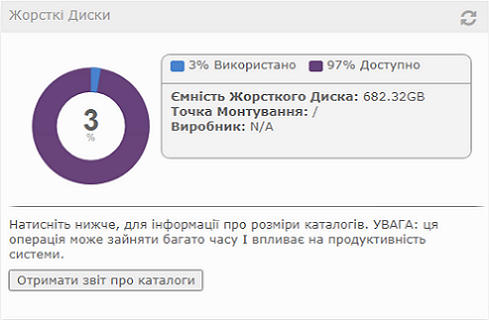 Жорсткі Диски
3% Використано 97% Доступно
3
%
Ємність Жорсткого Диска: 682.32GB
Точка Монтування: /
Виробник: N/A
Натисніть нижче, для інформації про розміри каталогів. УВАГА: ця
операція може зайняти багато часу І впливає на продуктивність
системи.
Отримати звіт про каталоги